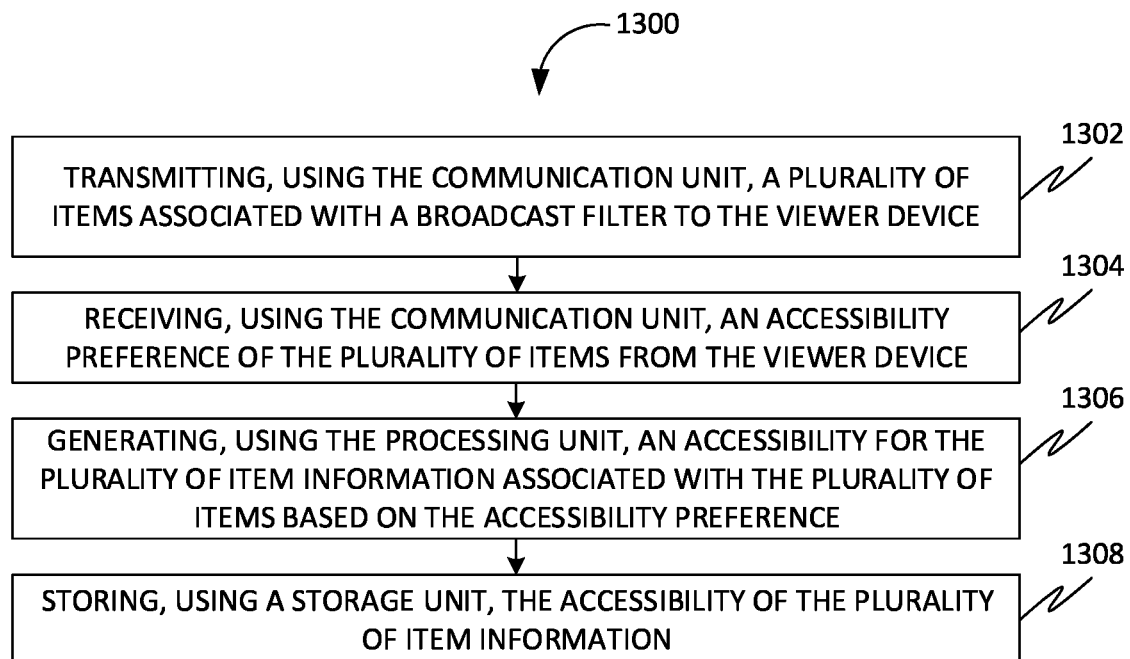 1300
1302
TRANSMITTING, USING THE COMMUNICATION UNIT, A PLURALITY OF
ITEMS ASSOCIATED WITH A BROADCAST FILTER TO THE VIEWER DEVICE
1304
RECEIVING, USING THE COMMUNICATION UNIT, AN ACCESSIBILITY
PREFERENCE OF THE PLURALITY OF ITEMS FROM THE VIEWER DEVICE
1306
GENERATING, USING THE PROCESSING UNIT, AN ACCESSIBILITY FOR THE
PLURALITY OF ITEM INFORMATION ASSOCIATED WITH THE PLURALITY OF
ITEMS BASED ON THE ACCESSIBILITY PREFERENCE
1308
STORING, USING A STORAGE UNIT, THE ACCESSIBILITY OF THE PLURALITY
OF ITEM INFORMATION